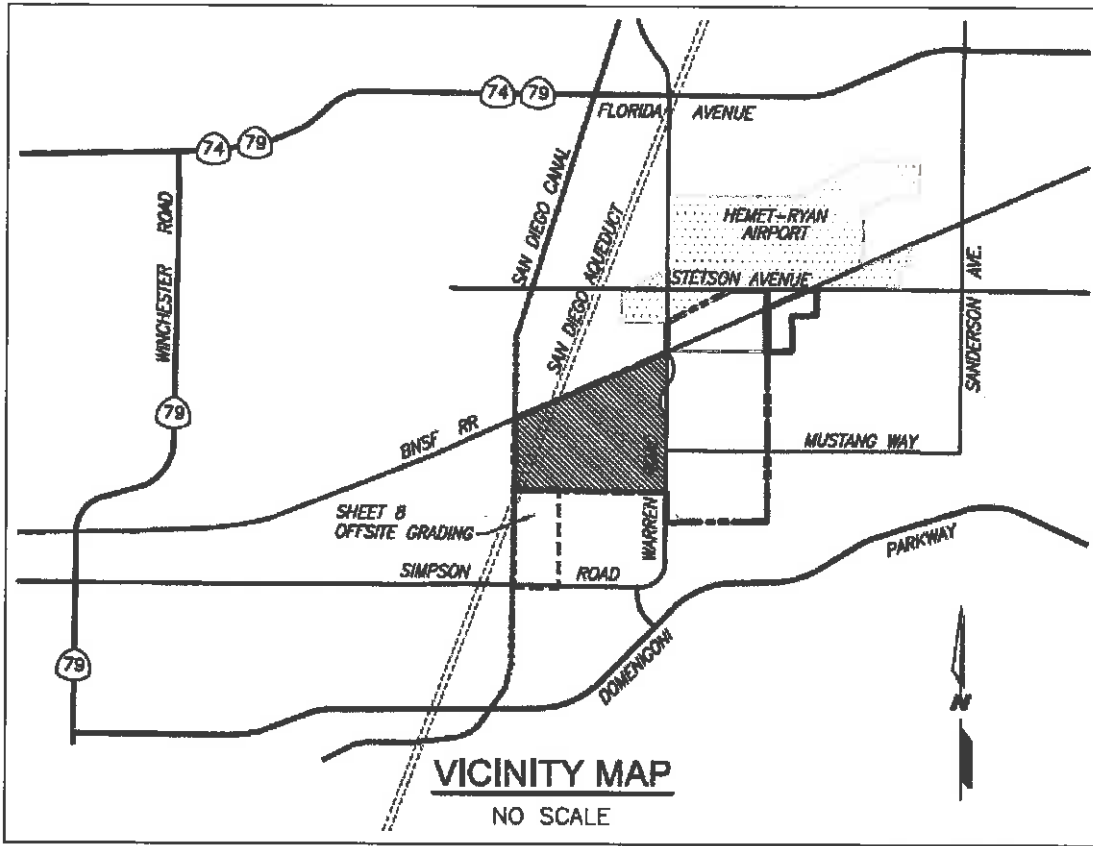 74 79
FLORIDA AVENUE
74 79
WINCHESTER ROAD
SAN DIEGO CANAL
SAN DIEGO AQUEDUCT
HEMET-RYAN
AIRPORT
STETSON AVENUE
SANDERSON AVE.
79
BNSF RR
MUSTANG WAY
SHEET 8
OFFSITE GRADING
WARREN
SIMPSON ROAD
PARKWAY
DOMENIGONI
79
N
VICINITY MAP
NO SCALE